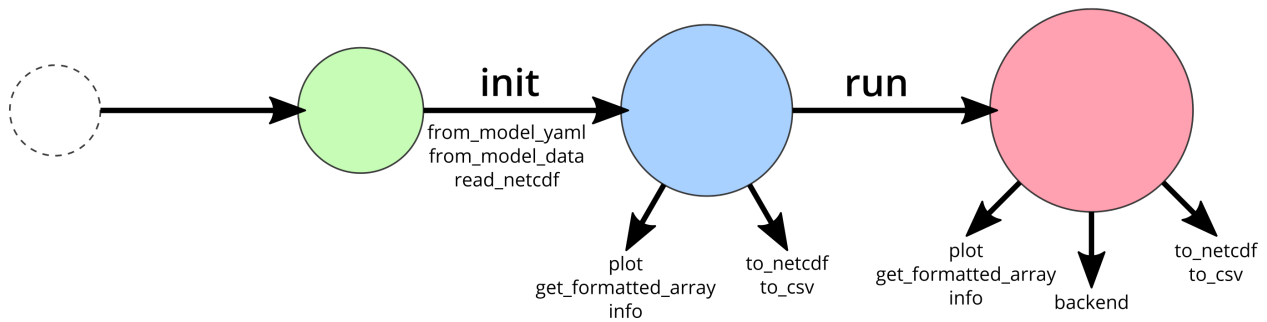 init
from_model_yaml
from_model_data
read_netcdf
run
plot
get_formatted_array
info
to_netcdf
to_csv
plot
get_formatted_array
info
backend
to_netcdf
to_csv